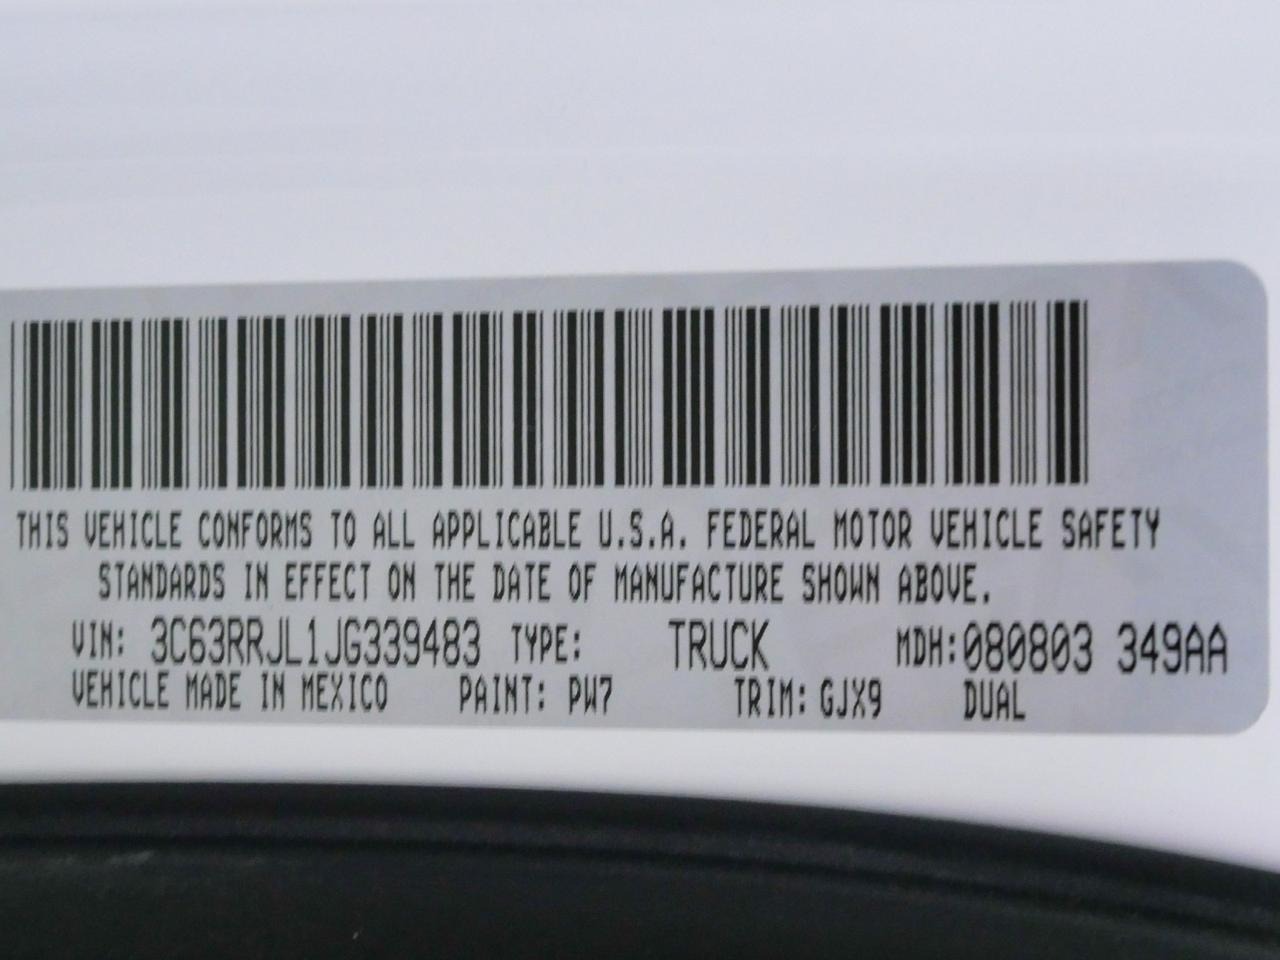 THIS VEHICLE CONFORMS TO ALL APPLICABLE U.S.A. FEDERAL MOTOR VEHICLE SAFETY
STANDARDS IN EFFECT ON THE DATE OF MANUFACTURE SHOWN ABOVE.
VIN: 3C63RRJL1JG339483 TYPE: TRUCK MDH:080803 349AA
VEHICLE MADE IN MEXICO PAINT: PW7 TRIM: GJX9 DUAL